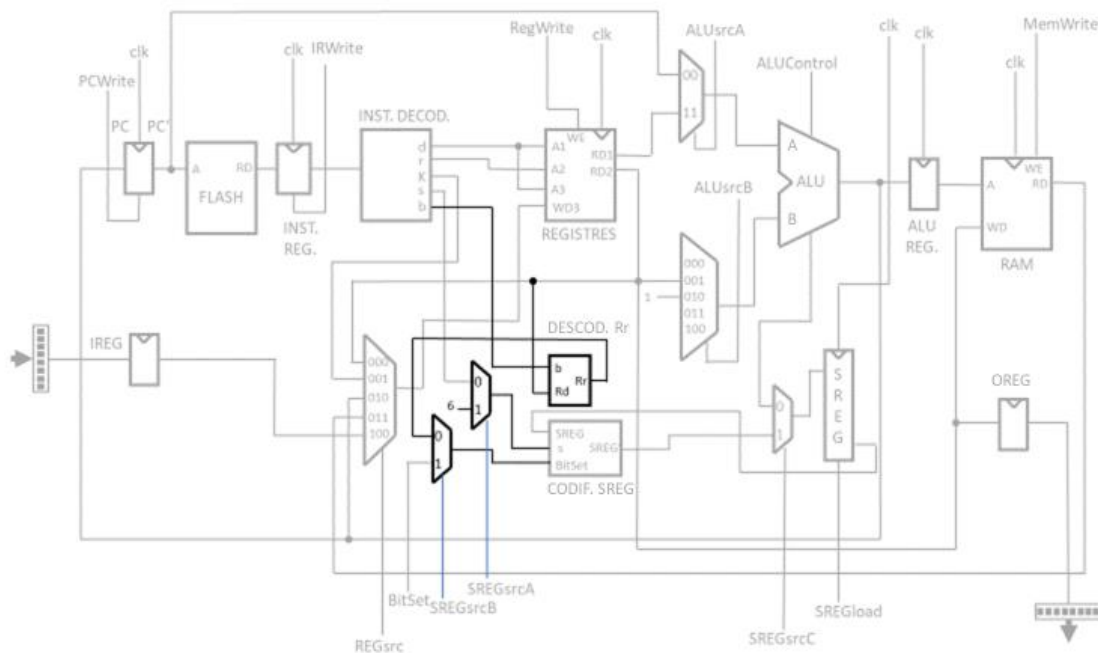 RegWrite
clk
ALUsrcA
clk
clk
MemWrite
clk
clk
IRWrite
PCWrite
ALUControl
clk
00
11
PC
PC'
INST. DECOD.
WE
A
RD
FLASH
INST.
REG.
d
r
K
s
b
A1
A2
A3
WD3
RD1
RD2
REGISTRES
ALUsrcB
A
ALU
B
ALU
REG.
A
WE
RD
WD
RAM
000
001
010
011
100
1
IREG
DESCOD. Rr
b
Rd
Rr
000
001
010
011
100
0
1
6
0
1
SREG
s
BitSet
SREG
CODIF. SREG
0
1
S
R
E
G
OREG
BitSet
SREGsrcB
SREGsrcA
REGsrc
SREGsrcC
SREGload